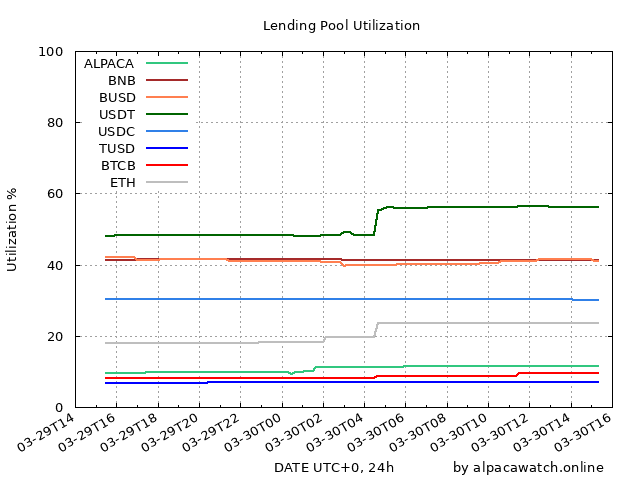 Lending Pool Utilization
Utilization %
100
80
60
40
20
0
ALPACA
BNB
BUSD
USDT
USDC
TUSD
BTCB
ETH
03-29T14
03-29T16
03-29T18
03-29T20
03-29T22
03-30T00
03-30T02
03-30T04
03-30T06
03-30T08
03-30T10
03-30T12
03-30T14
03-30T16
DATE UTC+0, 24h
by alpacawatch.online